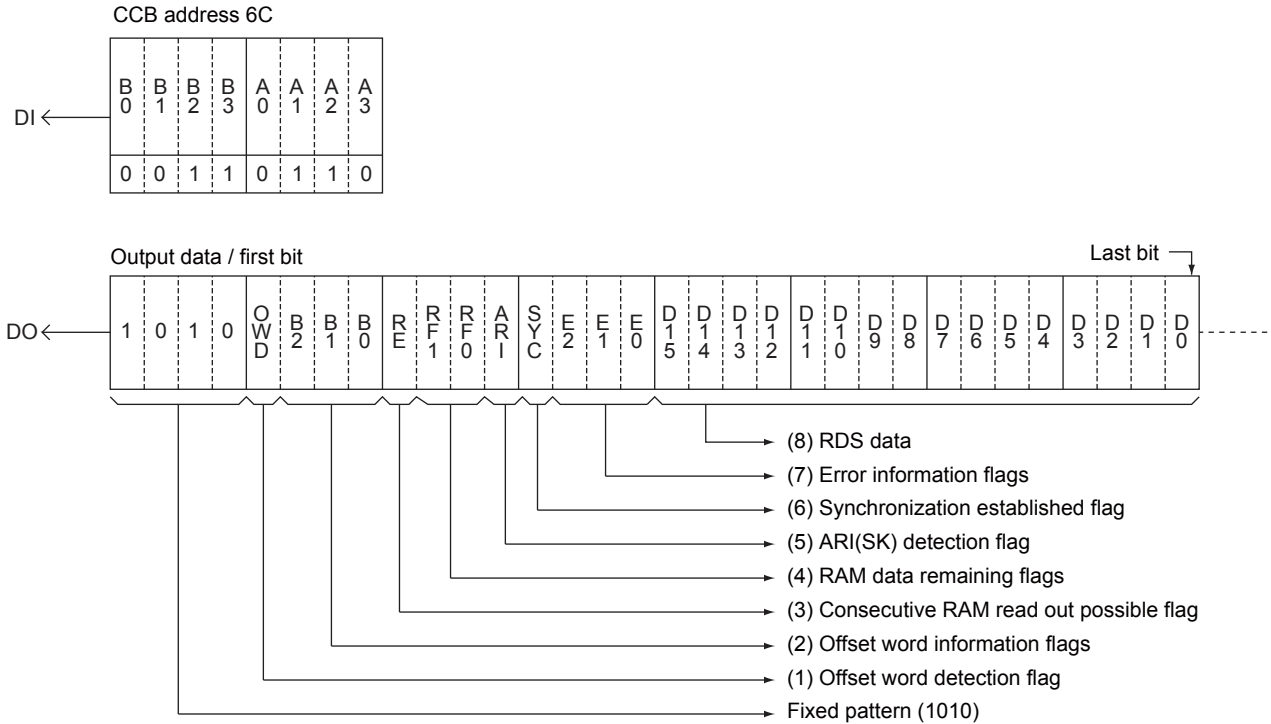 CCB address 6C
DI
B0 B1 B2 B3 A0 A1 A2 A3
0 0 1 1 0 1 1 0
Output data / first bit
Last bit
DO
1 0 1 0 OWD B2 B1 B0 RE RF1 RF0 ARI SYC E2 E1 E0 D15 D14 D13 D12 D11 D10 D9 D8 D7 D6 D5 D4 D3 D2 D1 D0
(8) RDS data
(7) Error information flags
(6) Synchronization established flag
(5) ARI(SK) detection flag
(4) RAM data remaining flags
(3) Consecutive RAM read out possible flag
(2) Offset word information flags
(1) Offset word detection flag
Fixed pattern (1010)